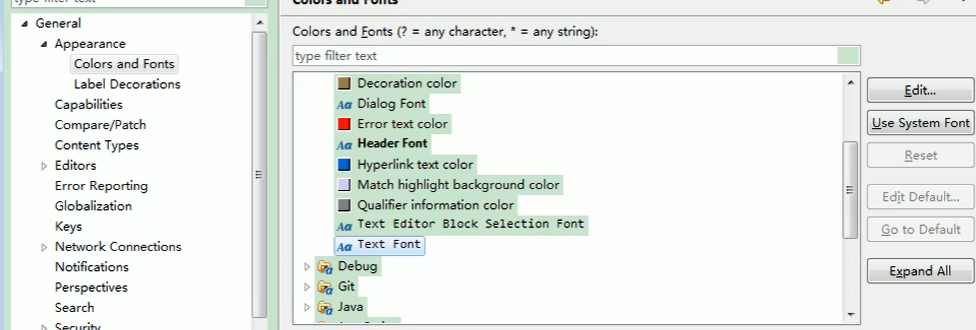 type filter text
General
Appearance
Colors and Fonts
Label Decorations
Capabilities
Compare/Patch
Content Types
Editors
Error Reporting
Globalization
Keys
Network Connections
Notifications
Perspectives
Search
Security
Colors and Fonts
Colors and Fonts (? = any character, * = any string):
type filter text
Decoration color
Dialog Font
Error text color
Header Font
Hyperlink text color
Match highlight background color
Qualifier information color
Text Editor Block Selection Font
Text Font
Debug
Git
Java
Edit...
Use System Font
Reset
Edit Default...
Go to Default
Expand All